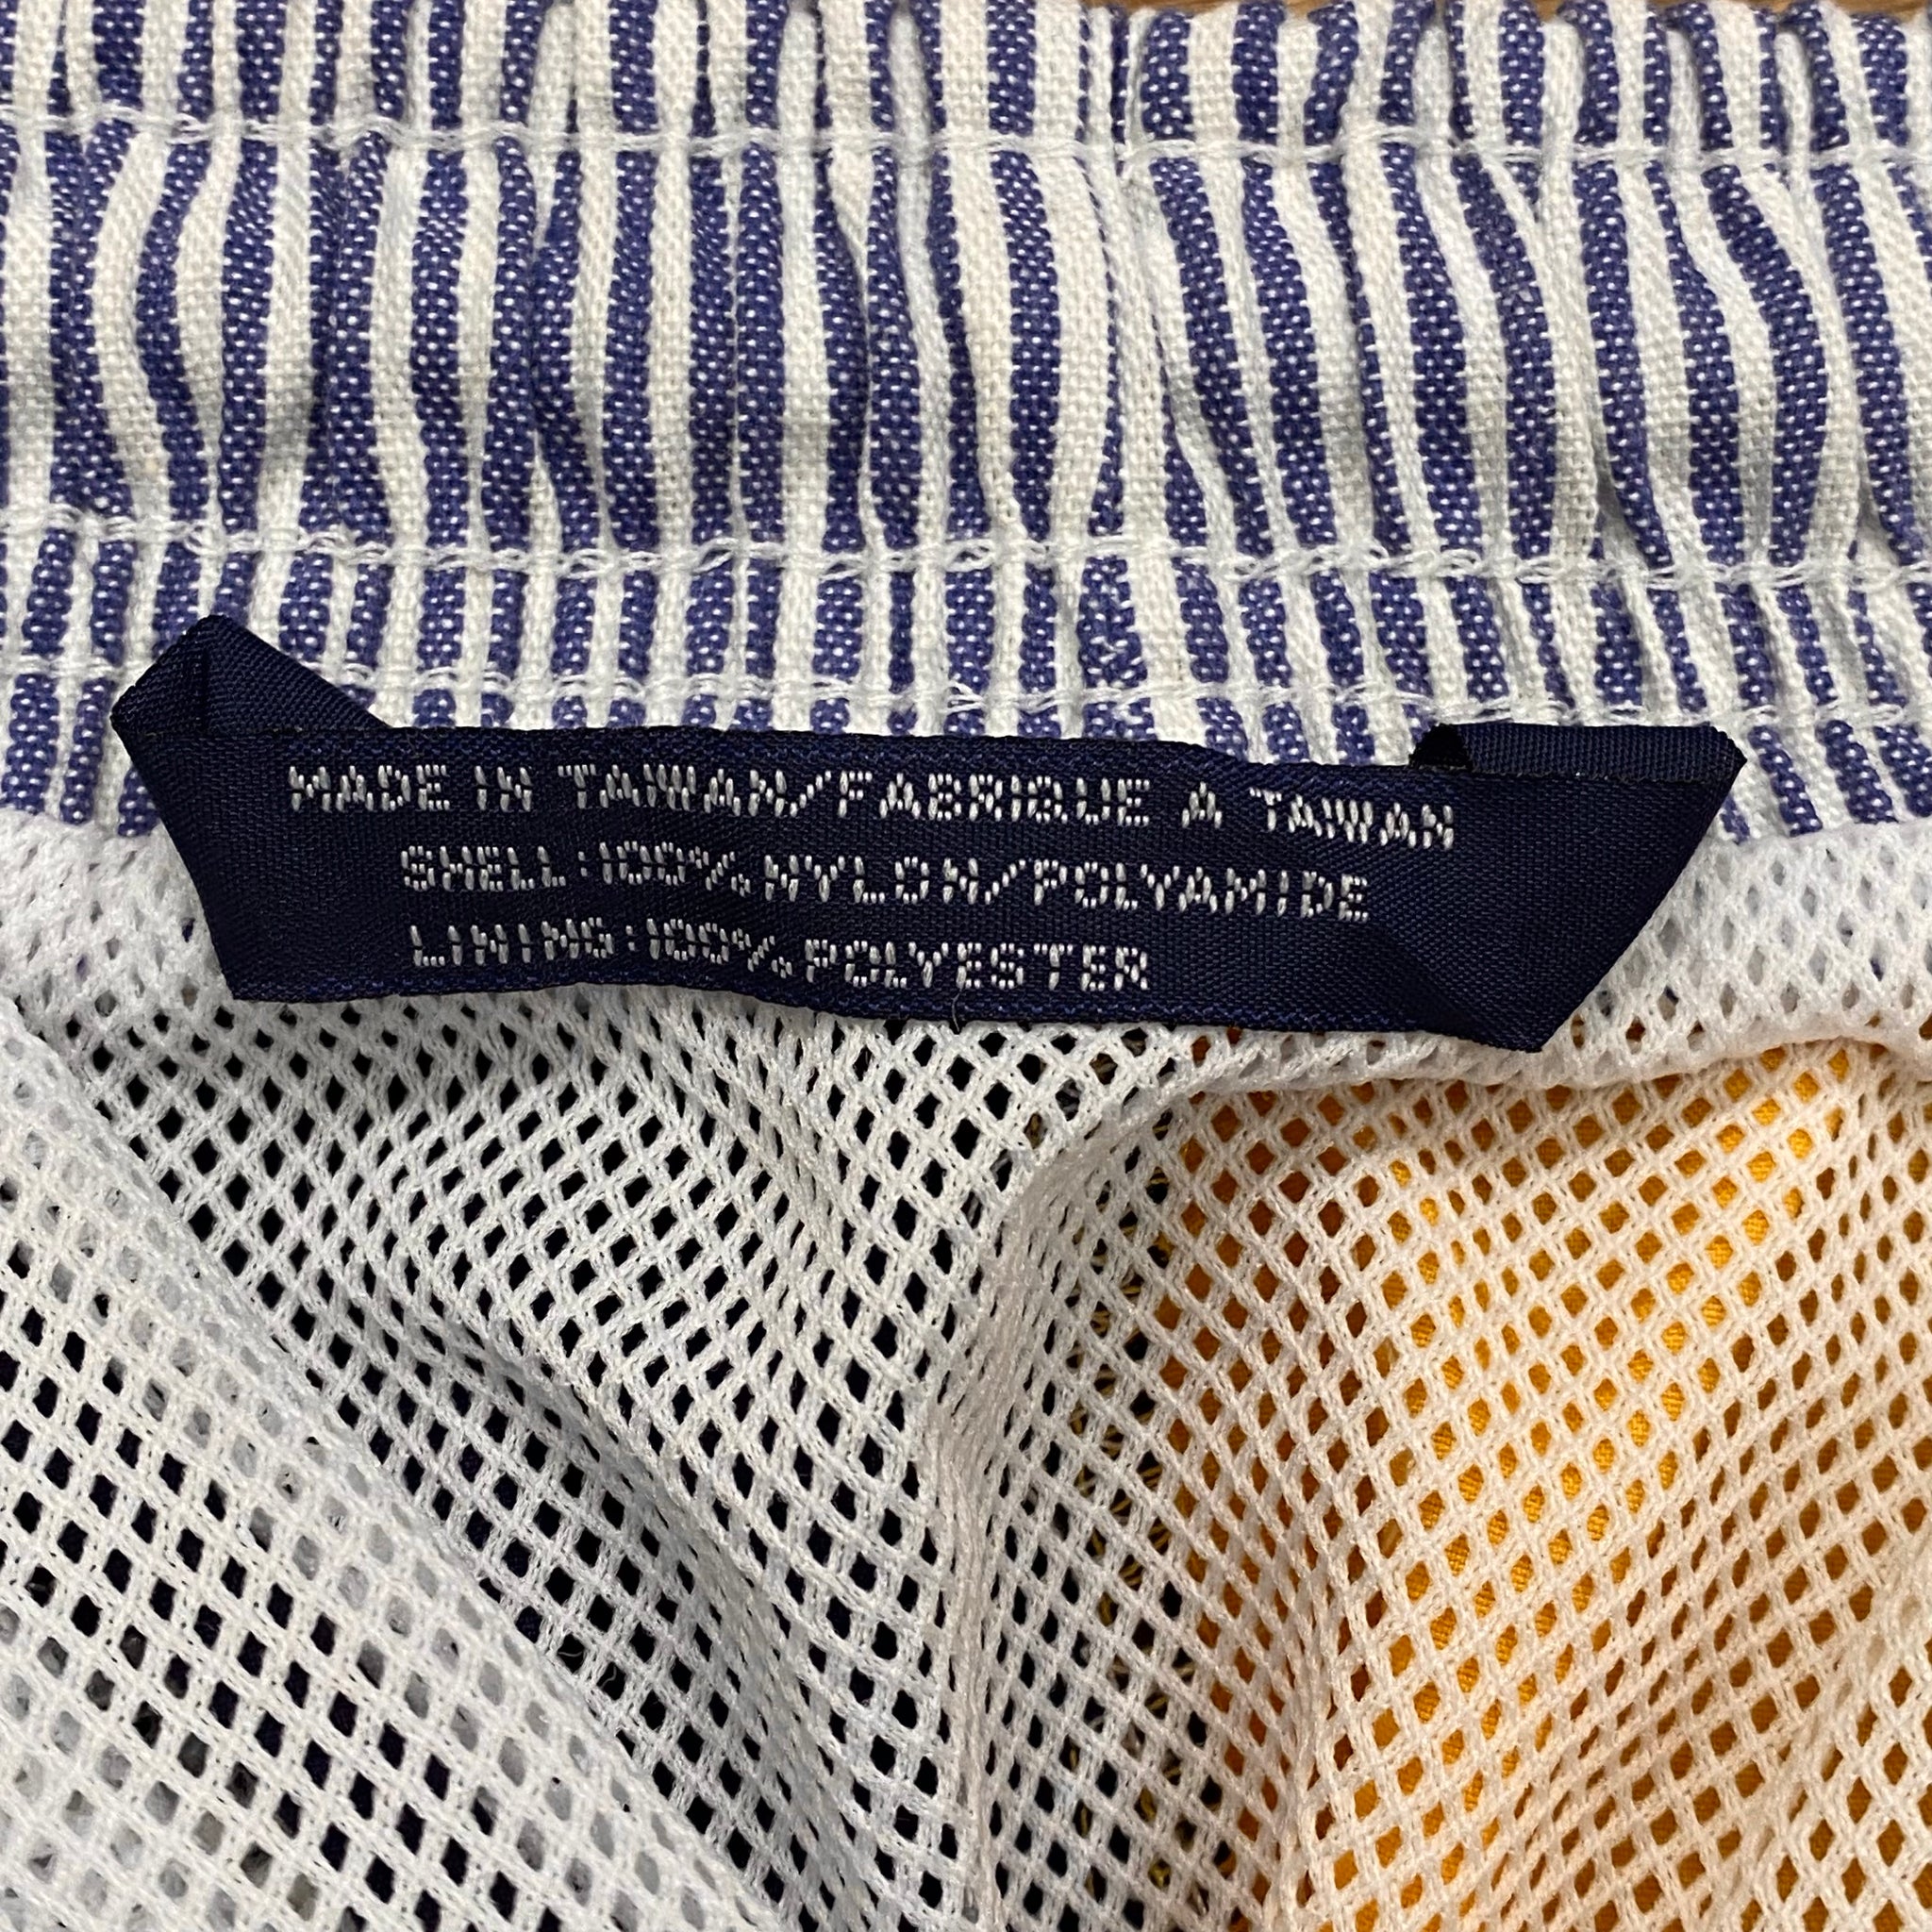 MADE IN TAIWAN/FABRIQUE A TAIWAN
SHELL:100% NYLON/POLYAMIDE
LINING:100% POLYESTER